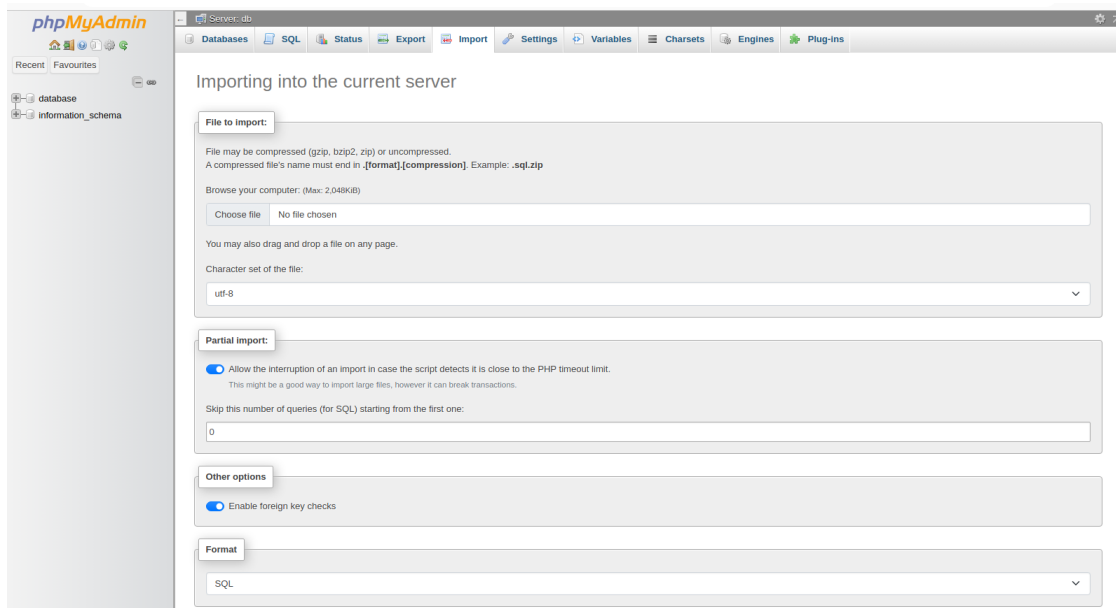 phpMyAdmin
Recent Favourites
database
information_schema
Server: db
Databases SQL Status Export Import Settings Variables Charsets Engines Plug-ins
Importing into the current server
File to import:
File may be compressed (gzip, bzip2, zip) or uncompressed.
A compressed file's name must end in .[format].[compression]. Example: .sql.zip
Browse your computer: (Max: 2,048KiB)
Choose file No file chosen
You may also drag and drop a file on any page.
Character set of the file:
utf-8
Partial import:
Allow the interruption of an import in case the script detects it is close to the PHP timeout limit.
This might be a good way to import large files, however it can break transactions.
Skip this number of queries (for SQL) starting from the first one:
0
Other options
Enable foreign key checks
Format
SQL